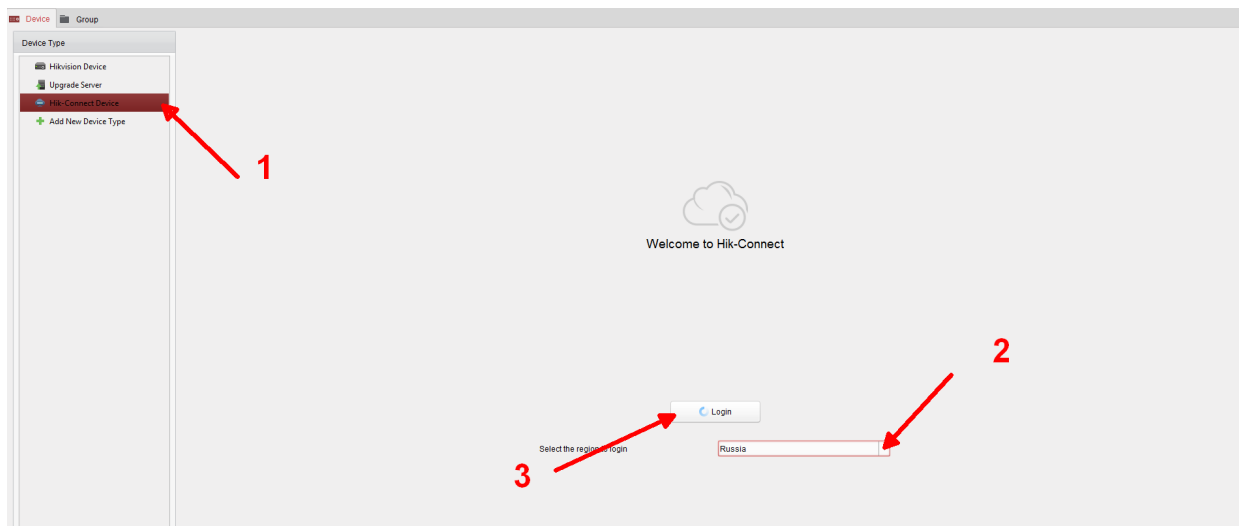 Device Group
Device Type
Hikvision Device
Upgrade Server
Hik-Connect Device
Add New Device Type
1
Welcome to Hik-Connect
2
Login
Select the region to login Russia
3